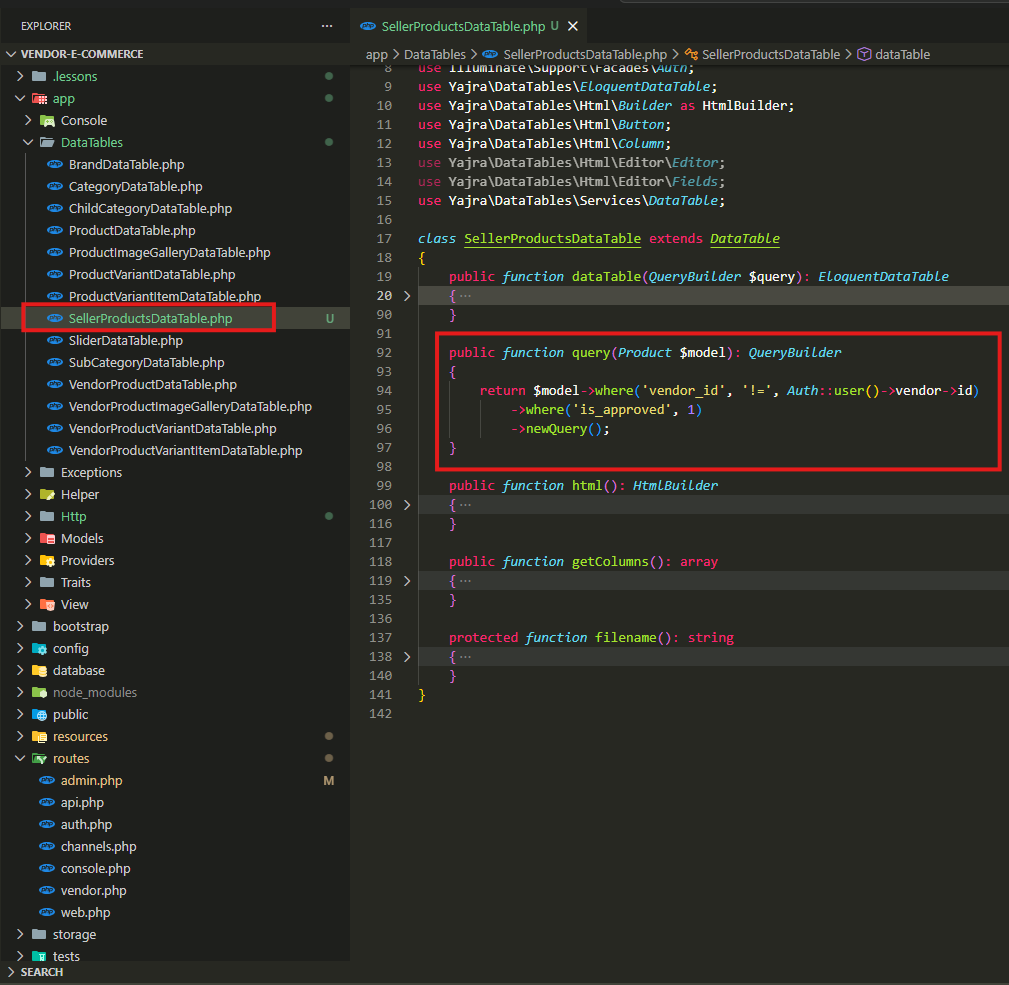 EXPLORER
···
VENDOR-E-COMMERCE
.lessons
app
Console
DataTables
BrandDataTable.php
CategoryDataTable.php
ChildCategoryDataTable.php
ProductDataTable.php
ProductImageGalleryDataTable.php
ProductVariantDataTable.php
ProductVariantItemDataTable.php
SellerProductsDataTable.php U
SliderDataTable.php
SubCategoryDataTable.php
VendorProductDataTable.php
VendorProductImageGalleryDataTable.php
VendorProductVariantDataTable.php
VendorProductVariantItemDataTable.php
Exceptions
Helper
Http
Models
Providers
Traits
View
bootstrap
config
database
node_modules
public
resources
routes
admin.php M
api.php
auth.php
channels.php
console.php
vendor.php
web.php
storage
tests
SEARCH
SellerProductsDataTable.php U
app > DataTables > SellerProductsDataTable.php > SellerProductsDataTable > dataTable
8 use Illuminate\Support\Facades\Auth;
9 use Yajra\DataTables\EloquentDataTable;
10 use Yajra\DataTables\Html\Builder as HtmlBuilder;
11 use Yajra\DataTables\Html\Button;
12 use Yajra\DataTables\Html\Column;
13 use Yajra\DataTables\Html\Editor\Editor;
14 use Yajra\DataTables\Html\Editor\Fields;
15 use Yajra\DataTables\Services\DataTable;
16
17 class SellerProductsDataTable extends DataTable
18 {
19 public function dataTable(QueryBuilder $query): EloquentDataTable
20 > { ···
90 }
91
92 public function query(Product $model): QueryBuilder
93 {
94 return $model->where('vendor_id', '!=', Auth::user()->vendor->id)
95 ->where('is_approved', 1)
96 ->newQuery();
97 }
98
99 public function html(): HtmlBuilder
100 > { ···
116 }
117
118 public function getColumns(): array
119 > { ···
135 }
136
137 protected function filename(): string
138 > { ···
140 }
141 }
142